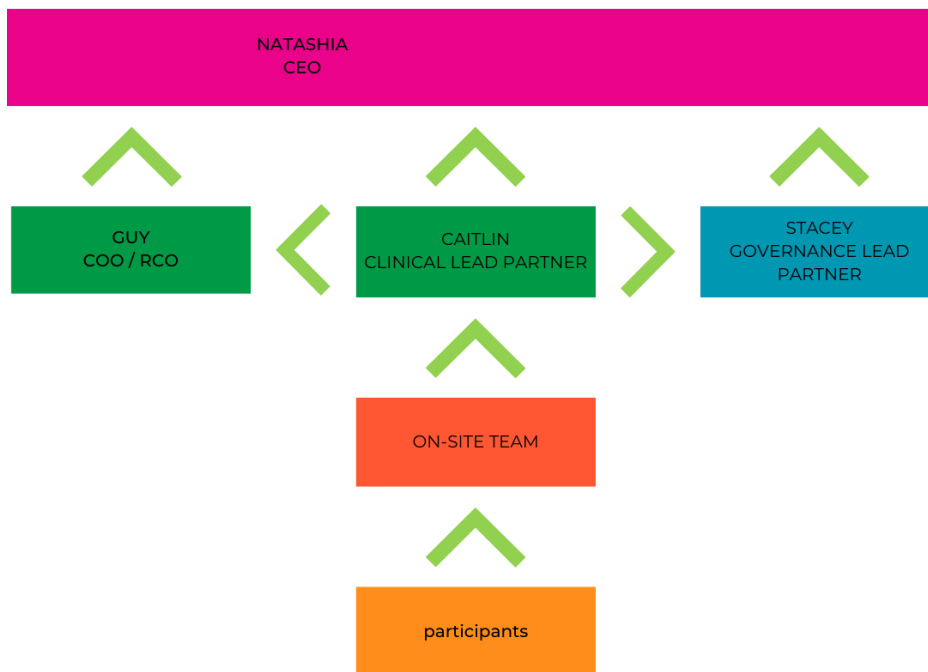 NATASHIA
CEO
GUY
COO / RCO
CAITLIN
CLINICAL LEAD PARTNER
STACEY
GOVERNANCE LEAD
PARTNER
ON-SITE TEAM
participants